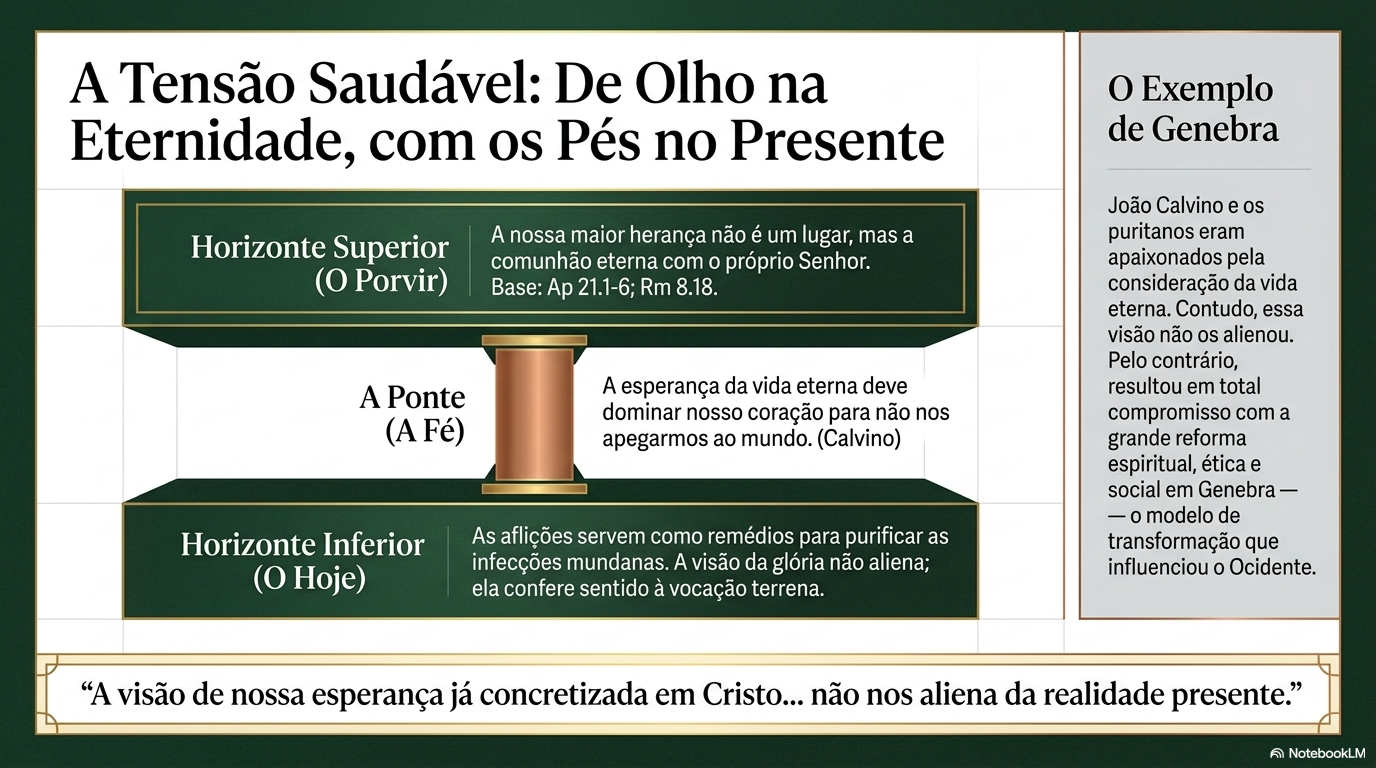 A Tensão Saudável: De Olho na
Eternidade, com os Pés no Presente
Horizonte Superior
(O Porvir)
A nossa maior herança não é um lugar, mas a
comunhão eterna com o próprio Senhor.
Base: Ap 21.1-6; Rm 8.18.
A Ponte
(A Fé)
A esperança da vida eterna deve
dominar nosso coração para não nos
apegarmos ao mundo. (Calvino)
Horizonte Inferior
(O Hoje)
As aflições servem como remédios para purificar as
infecções mundanas. A visão da glória não aliena;
ela confere sentido à vocação terrena.
O Exemplo
de Genebra
João Calvino e os
puritanos eram
apaixonados pela
consideração da vida
eterna. Contudo, essa
visão não os alienou.
Pelo contrário,
resultou em total
compromisso com a
grande reforma
espiritual, ética e
social em Genebra —
— o modelo de
transformação que
influenciou o Ocidente.
“A visão de nossa esperança já concretizada em Cristo... não nos aliena da realidade presente.”
NotebookLM